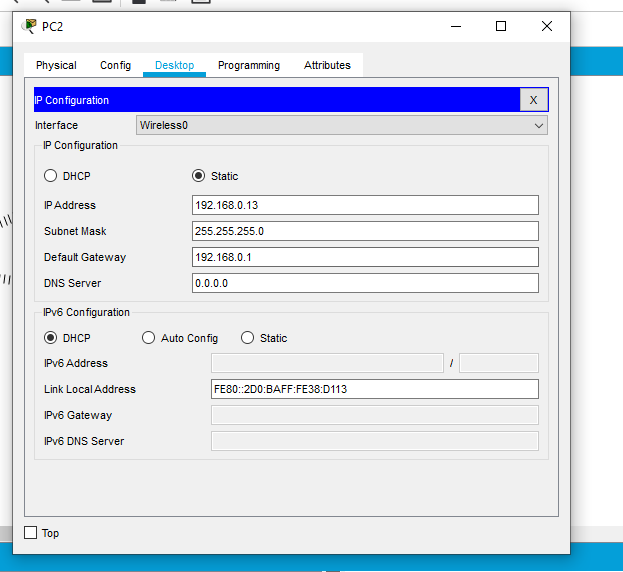 PC2
Physical Config Desktop Programming Attributes
IP Configuration X
Interface Wireless0
IP Configuration
DHCP Static
IP Address 192.168.0.13
Subnet Mask 255.255.255.0
Default Gateway 192.168.0.1
DNS Server 0.0.0.0
IPv6 Configuration
DHCP Auto Config Static
IPv6 Address /
Link Local Address FE80::2D0:BAFF:FE38:D113
IPv6 Gateway
IPv6 DNS Server
Top